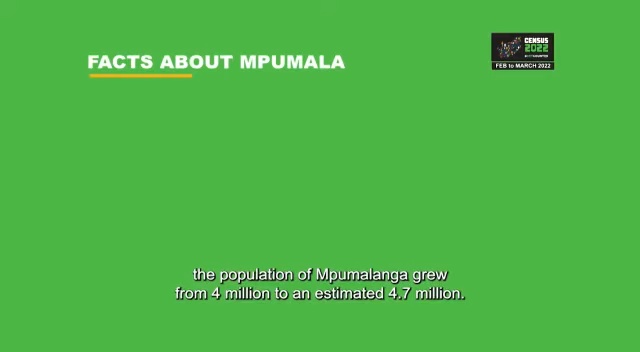 FACTS ABOUT MPUMALA
CENSUS
2022
FEB to MARCH 2022
the population of Mpumalanga grew
from 4 million to an estimated 4.7 million.